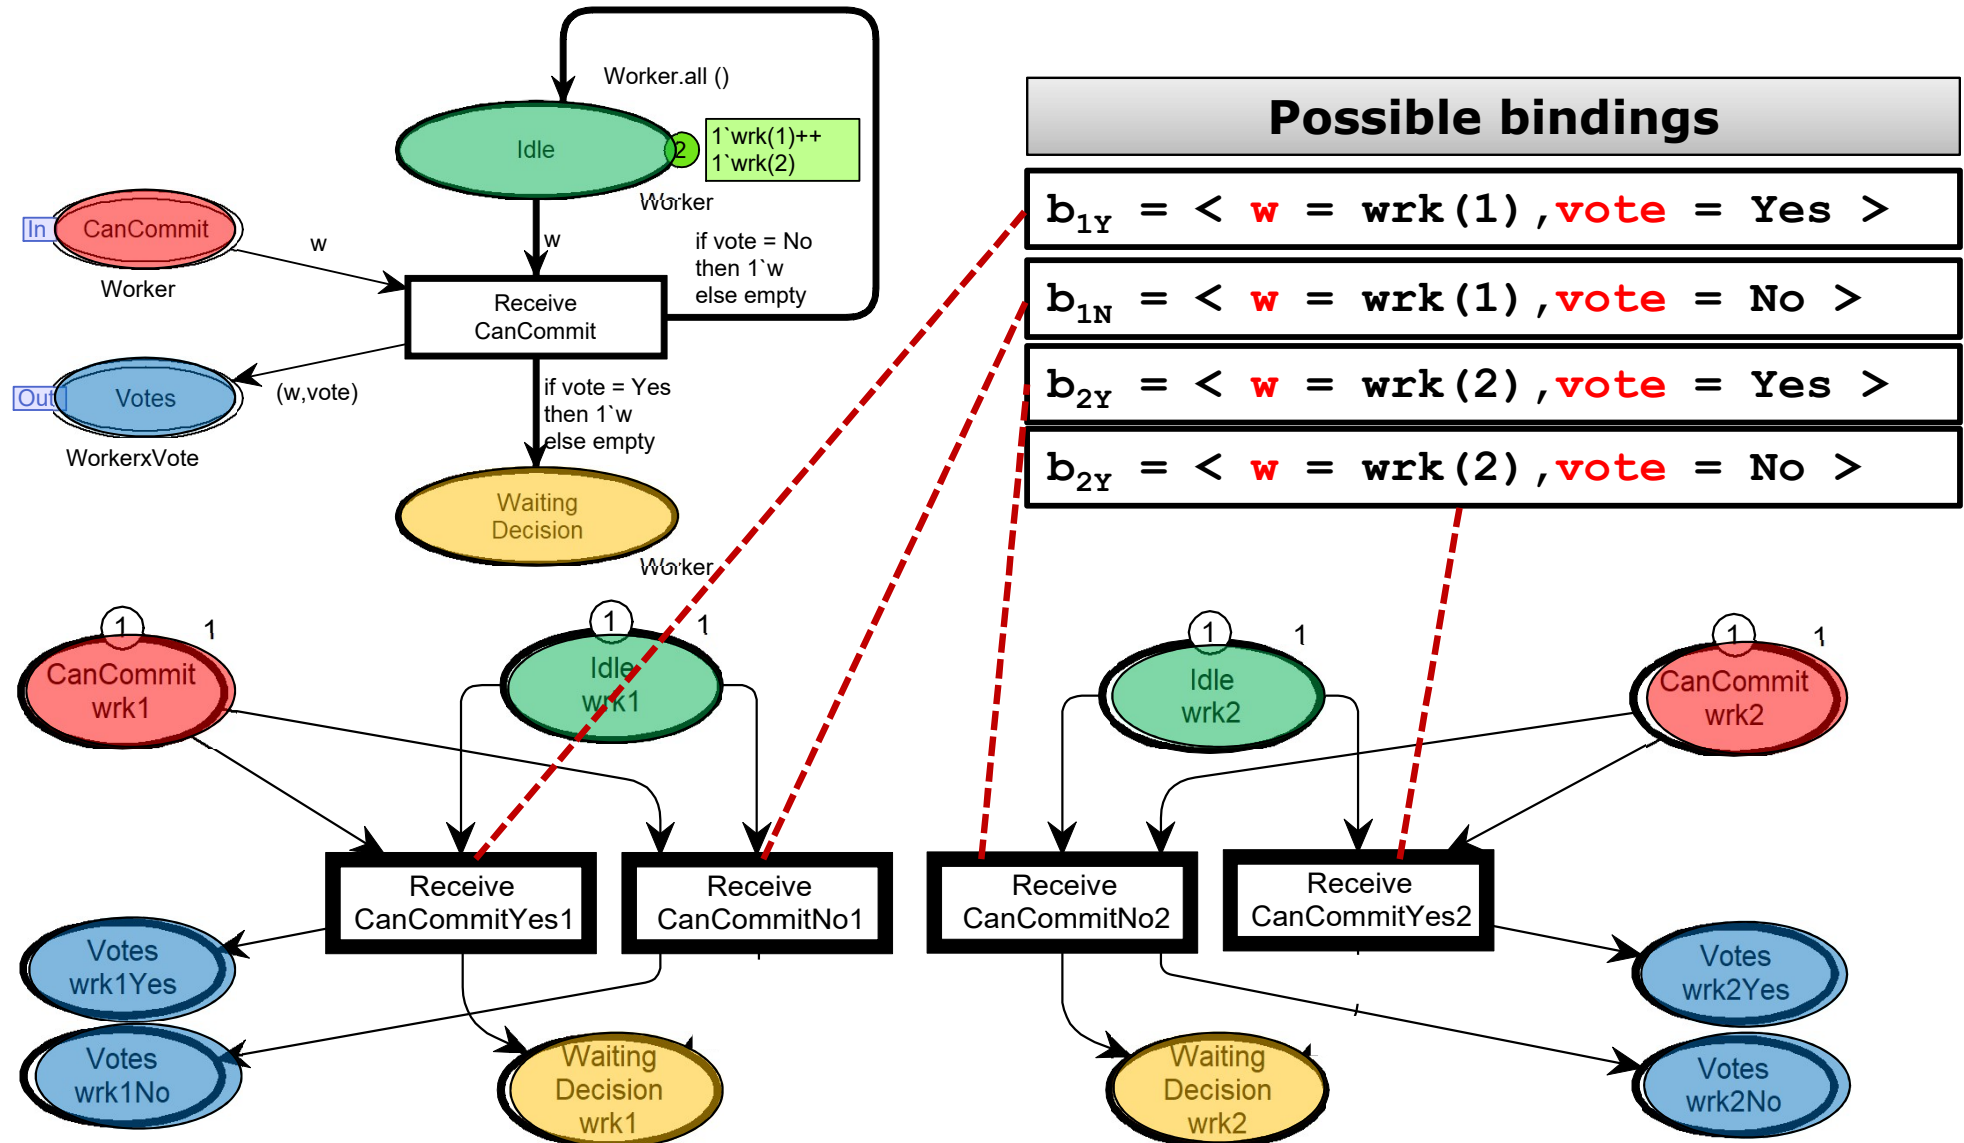 Worker.all ()
Idle
2
1`wrk(1)++
1`wrk(2)
Worker
In
CanCommit
Worker
w
w
if vote = No
then 1`w
else empty
Receive
CanCommit
Out
Votes
WorkerxVote
(w,vote)
if vote = Yes
then 1`w
else empty
Waiting
Decision
Worker
Possible bindings
b1Y = < w = wrk(1),vote = Yes >
b1N = < w = wrk(1),vote = No >
b2Y = < w = wrk(2),vote = Yes >
b2Y = < w = wrk(2),vote = No >
1
1
CanCommit
wrk1
1
1
Idle
wrk1
1
1
Idle
wrk2
1
1
CanCommit
wrk2
Receive
CanCommitYes1
Receive
CanCommitNo1
Receive
CanCommitNo2
Receive
CanCommitYes2
Votes
wrk1Yes
Votes
wrk1No
Waiting
Decision
wrk1
Waiting
Decision
wrk2
Votes
wrk2Yes
Votes
wrk2No